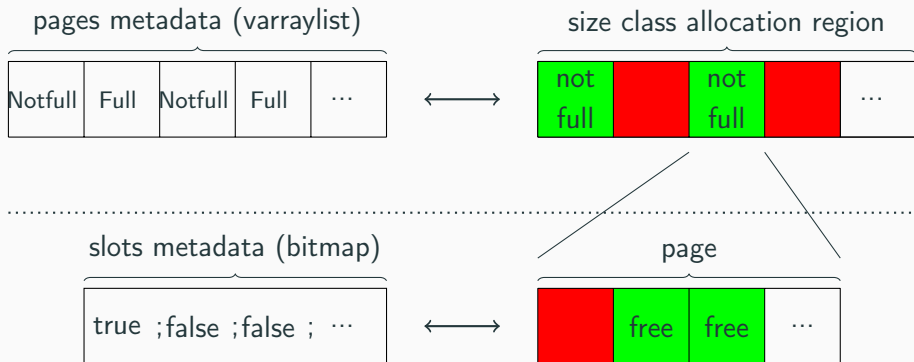 pages metadata (varraylist)
size class allocation region
Notfull Full Notfull Full ...
not
full
not
full
...
slots metadata (bitmap)
page
true ;false ;false ; ...
free free ...